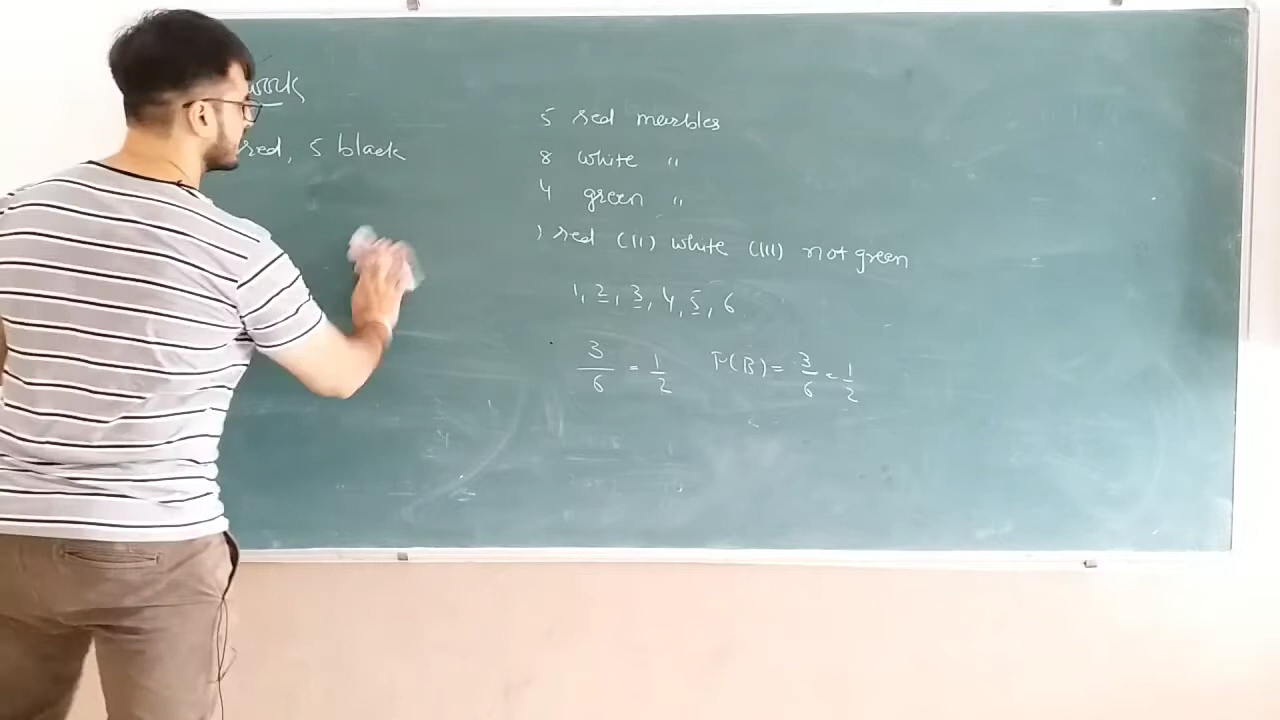 work
red, 5 black
5 red marbles
8 white "
4 green "
) red (II) white (III) not green
1, 2, 3, 4, 5, 6
3/6 = 1/2 P(B) = 3/6 = 1/2